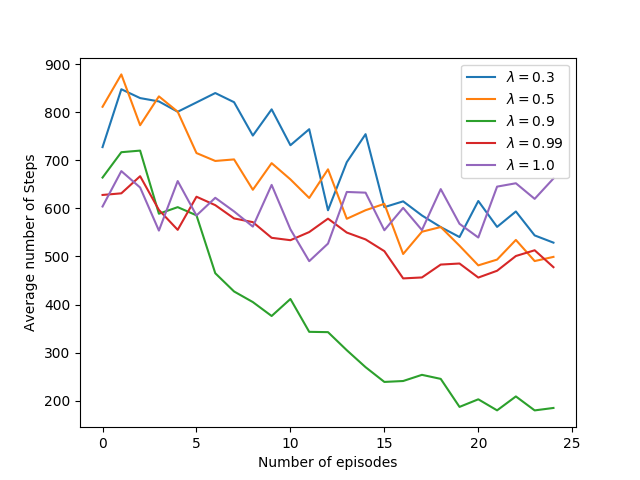 900
800
700
600
500
400
300
200
Average number of Steps
0 5 10 15 20 25
Number of episodes
λ = 0.3
λ = 0.5
λ = 0.9
λ = 0.99
λ = 1.0